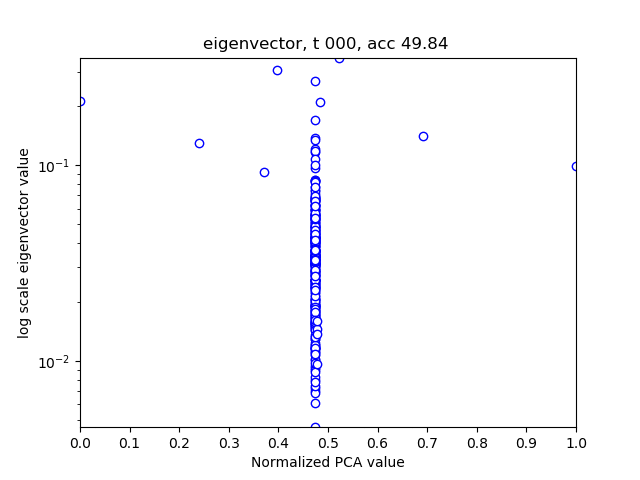 eigenvector, t 000, acc 49.84
log scale eigenvector value
10⁻¹
10⁻²
0.0 0.1 0.2 0.3 0.4 0.5 0.6 0.7 0.8 0.9 1.0
Normalized PCA value